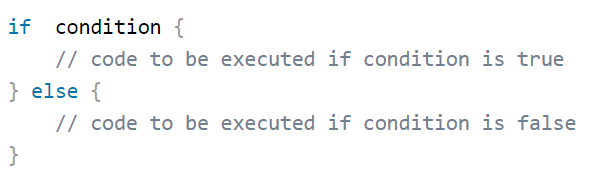 if  condition {
    // code to be executed if condition is true
} else {
    // code to be executed if condition is false
}